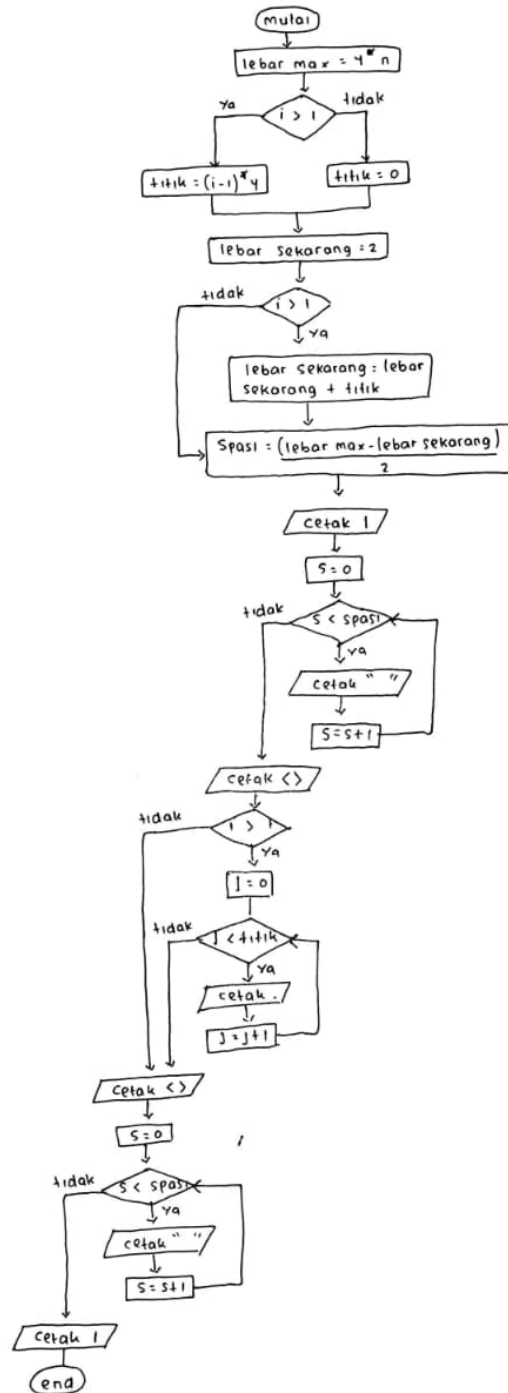 mulai
lebar max = 4 * n
i > 1
ya
tidak
titik = (i-1) * 4
titik = 0
lebar sekarang = 2
tidak
i > 1
ya
lebar sekarang = lebar
sekarang + titik
Spasi = (lebar max - lebar sekarang)
2
cetak |
S = 0
tidak
S < spasi
ya
cetak " "
S = S + 1
cetak <>
tidak
i > 1
ya
J = 0
tidak
J < titik
ya
cetak .
J = J + 1
cetak <>
S = 0
tidak
S < spasi
ya
cetak " "
S = S + 1
cetak |
end